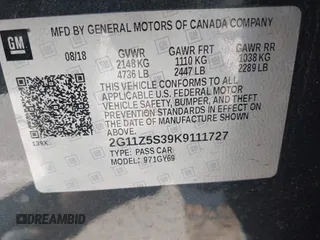 MFD BY GENERAL MOTORS OF CANADA COMPANY
GM
08/18 GVWR GAWR FRT GAWR RR
2148 KG 1110 KG 1038 KG
4736 LB 2447 LB 2289 LB
THIS VEHICLE CONFORMS TO ALL APPLICABLE
U.S. FEDERAL MOTOR VEHICLE SAFETY,
BUMPER, AND THEFT PREVENTION STANDARDS
IN EFFECT ON THE DATE OF MANUFACTURE
SHOWN ABOVE.
2G11Z5S39K9111727
TYPE: PASS CAR
MODEL: 971GY69
DASHBOARD DIVIDENDS